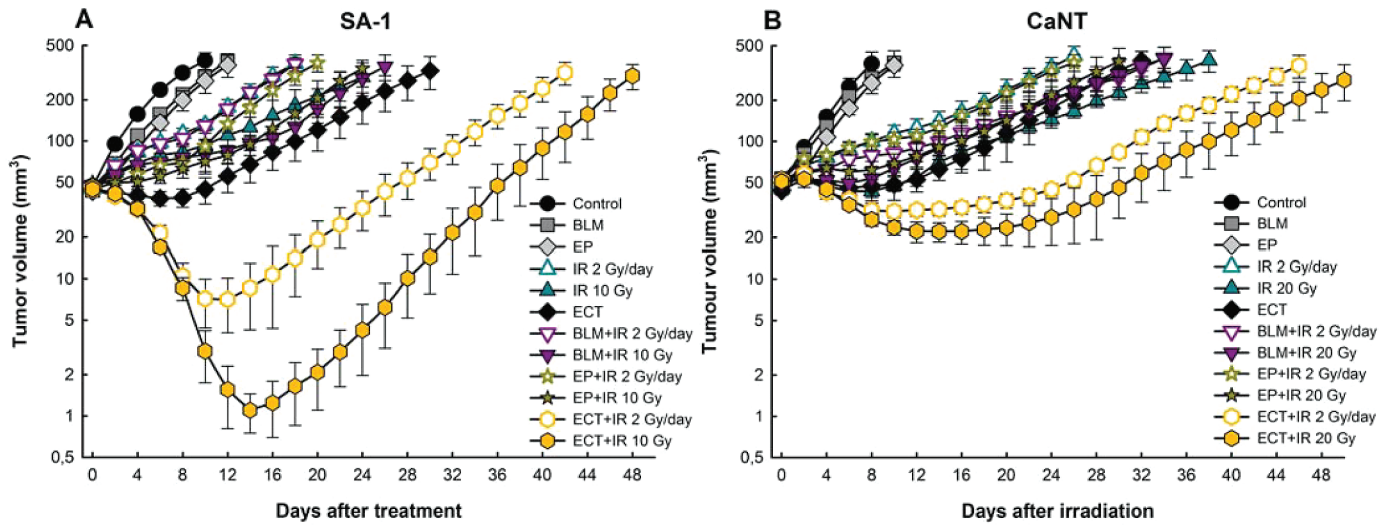 A SA-1
Tumor volume (mm³)
500
200
100
50
20
10
5
2
1
0,5
0 4 8 12 16 20 24 28 32 36 40 44 48
Days after treatment
Control
BLM
EP
IR 2 Gy/day
IR 10 Gy
ECT
BLM+IR 2 Gy/day
BLM+IR 10 Gy
EP+IR 2 Gy/day
EP+IR 10 Gy
ECT+IR 2 Gy/day
ECT+IR 10 Gy
B CaNT
Tumour volume (mm³)
500
200
100
50
20
10
5
2
1
0,5
0 4 8 12 16 20 24 28 32 36 40 44 48
Days after irradiation
Control
BLM
EP
IR 2 Gy/day
IR 20 Gy
ECT
BLM+IR 2 Gy/day
BLM+IR 20 Gy
EP+IR 2 Gy/day
EP+IR 20 Gy
ECT+IR 2 Gy/day
ECT+IR 20 Gy